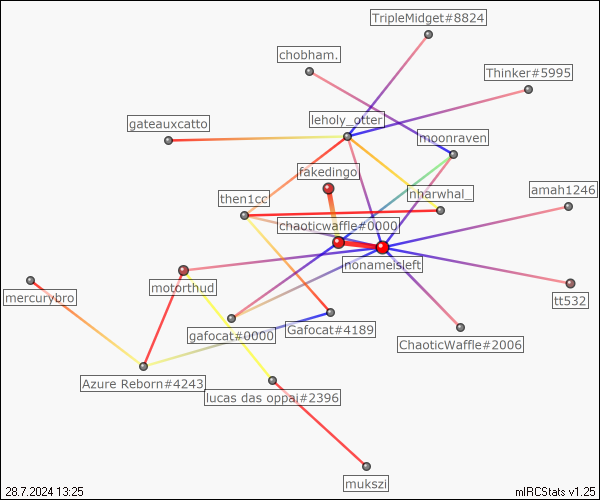 TripleMidget#8824
chobham.
Thinker#5995
leholy_otter
gateauxcatto
moonraven
fakedingo
amah1246
then1cc
nharwhal_
chaoticwaffle#0000
nonameisleft
motorthud
mercurybro
tt532
gafocat#0000
Gafocat#4189
ChaoticWaffle#2006
Azure Reborn#4243
lucas das oppai#2396
mukszi
28.7.2024 13:25
mIRCStats v1.25